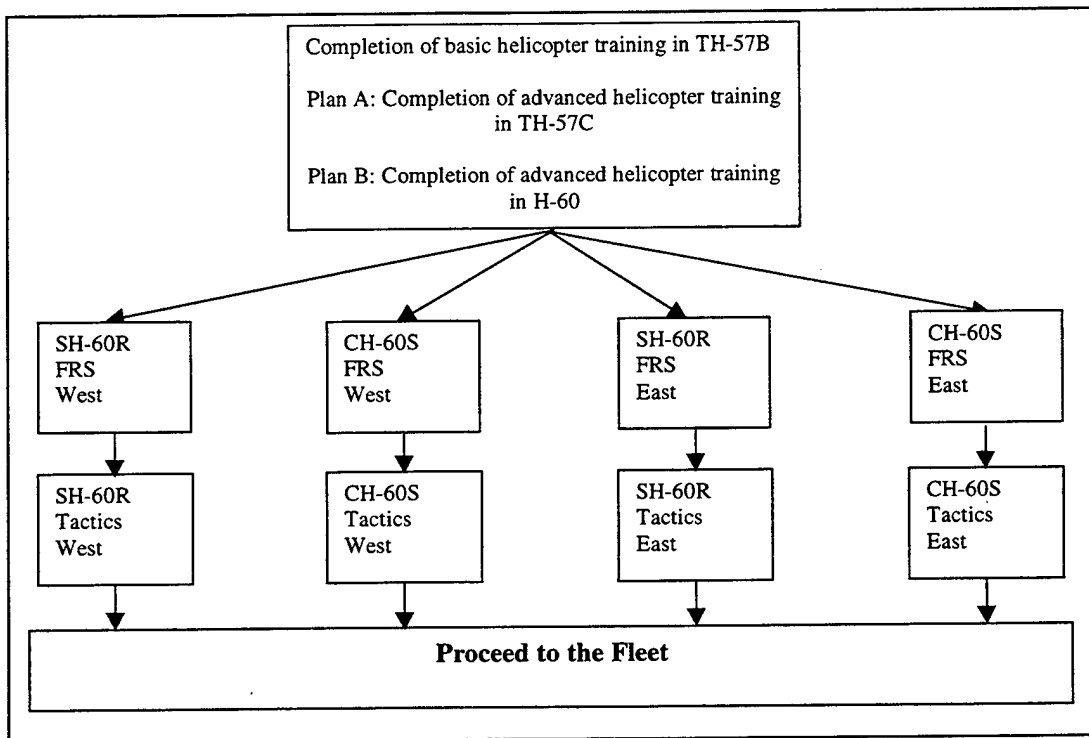 Completion of basic helicopter training in TH-57B
Plan A: Completion of advanced helicopter training
in TH-57C
Plan B: Completion of advanced helicopter training
in H-60
SH-60R
FRS
West
CH-60S
FRS
West
SH-60R
FRS
East
CH-60S
FRS
East
SH-60R
Tactics
West
CH-60S
Tactics
West
SH-60R
Tactics
East
CH-60S
Tactics
East
Proceed to the Fleet